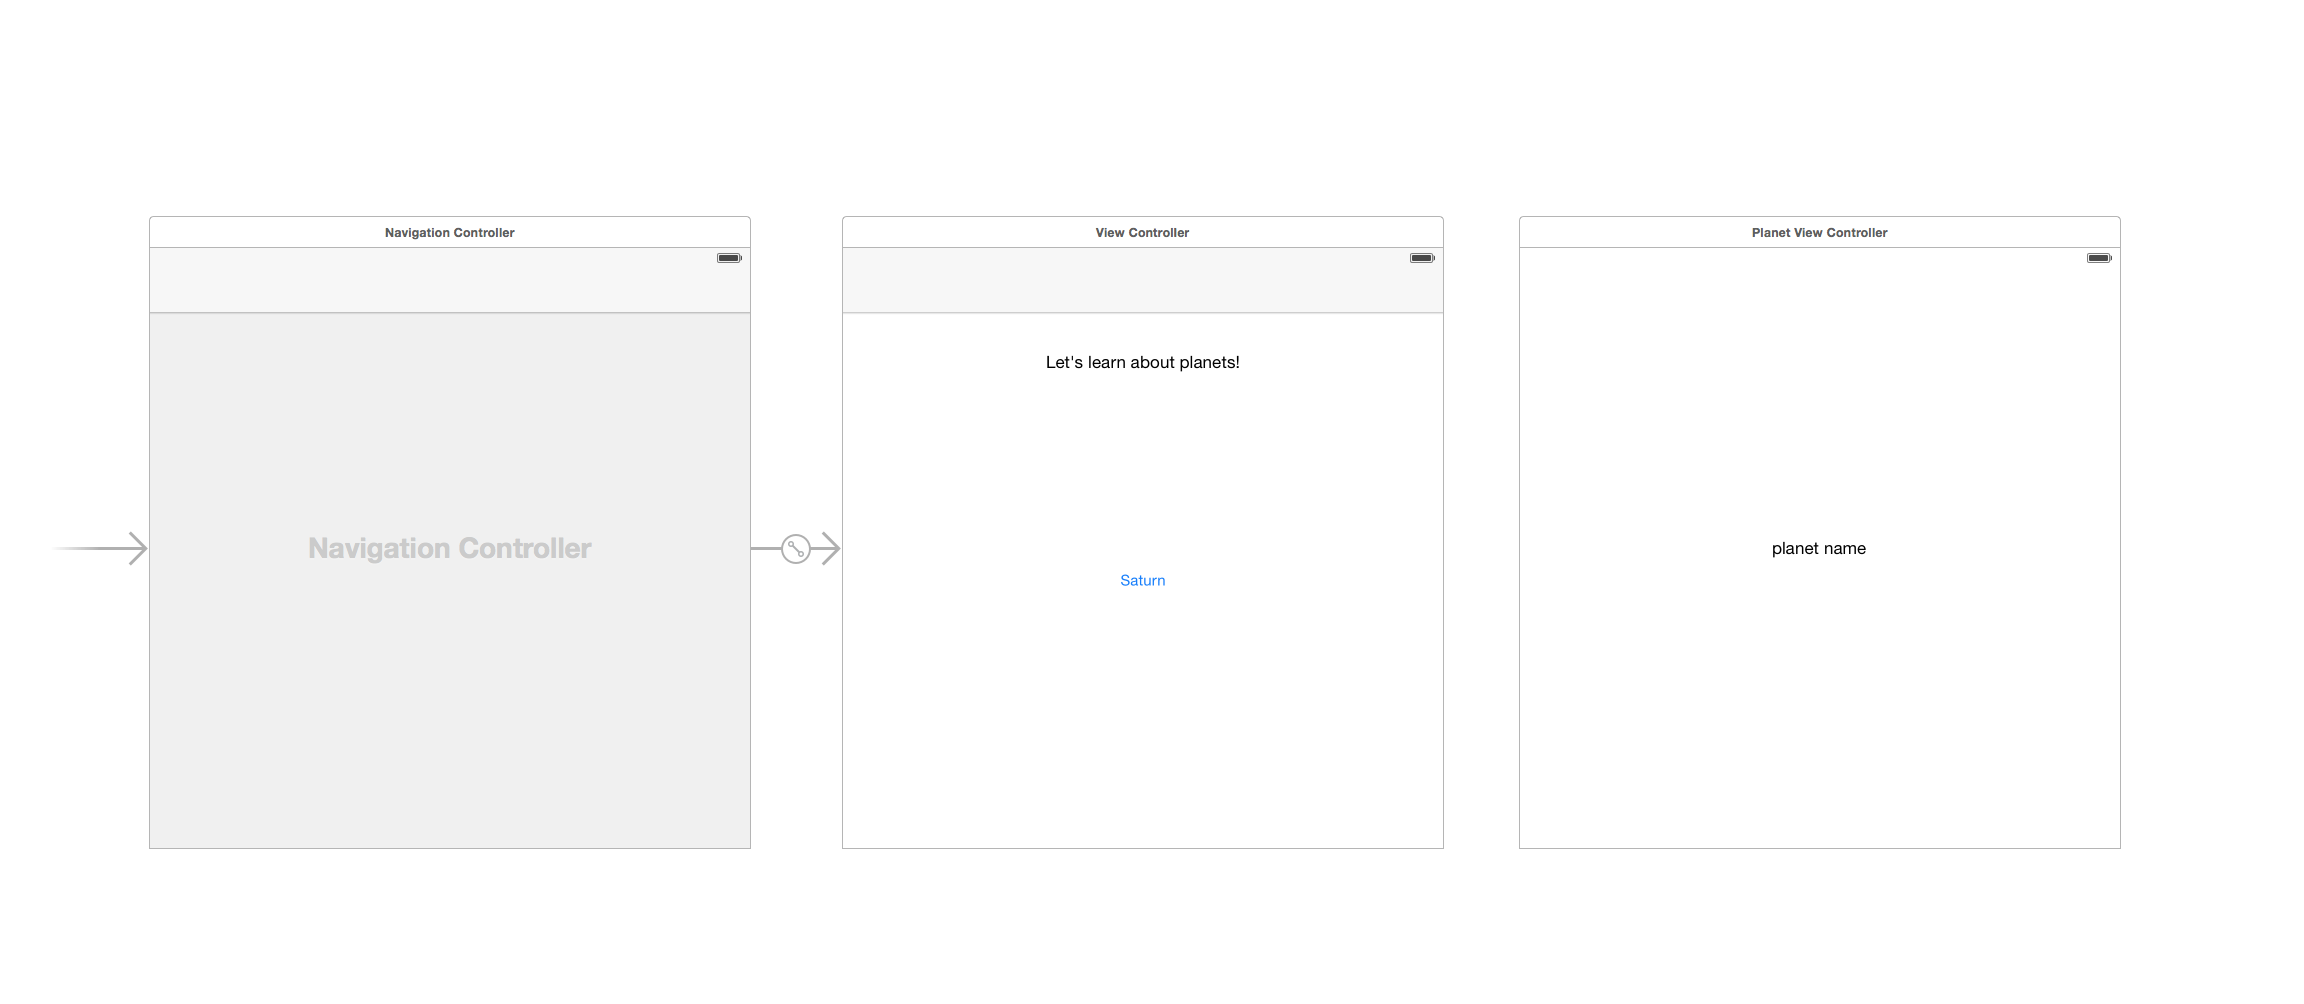 Navigation Controller
Navigation Controller
View Controller
Let's learn about planets!
Saturn
Planet View Controller
planet name